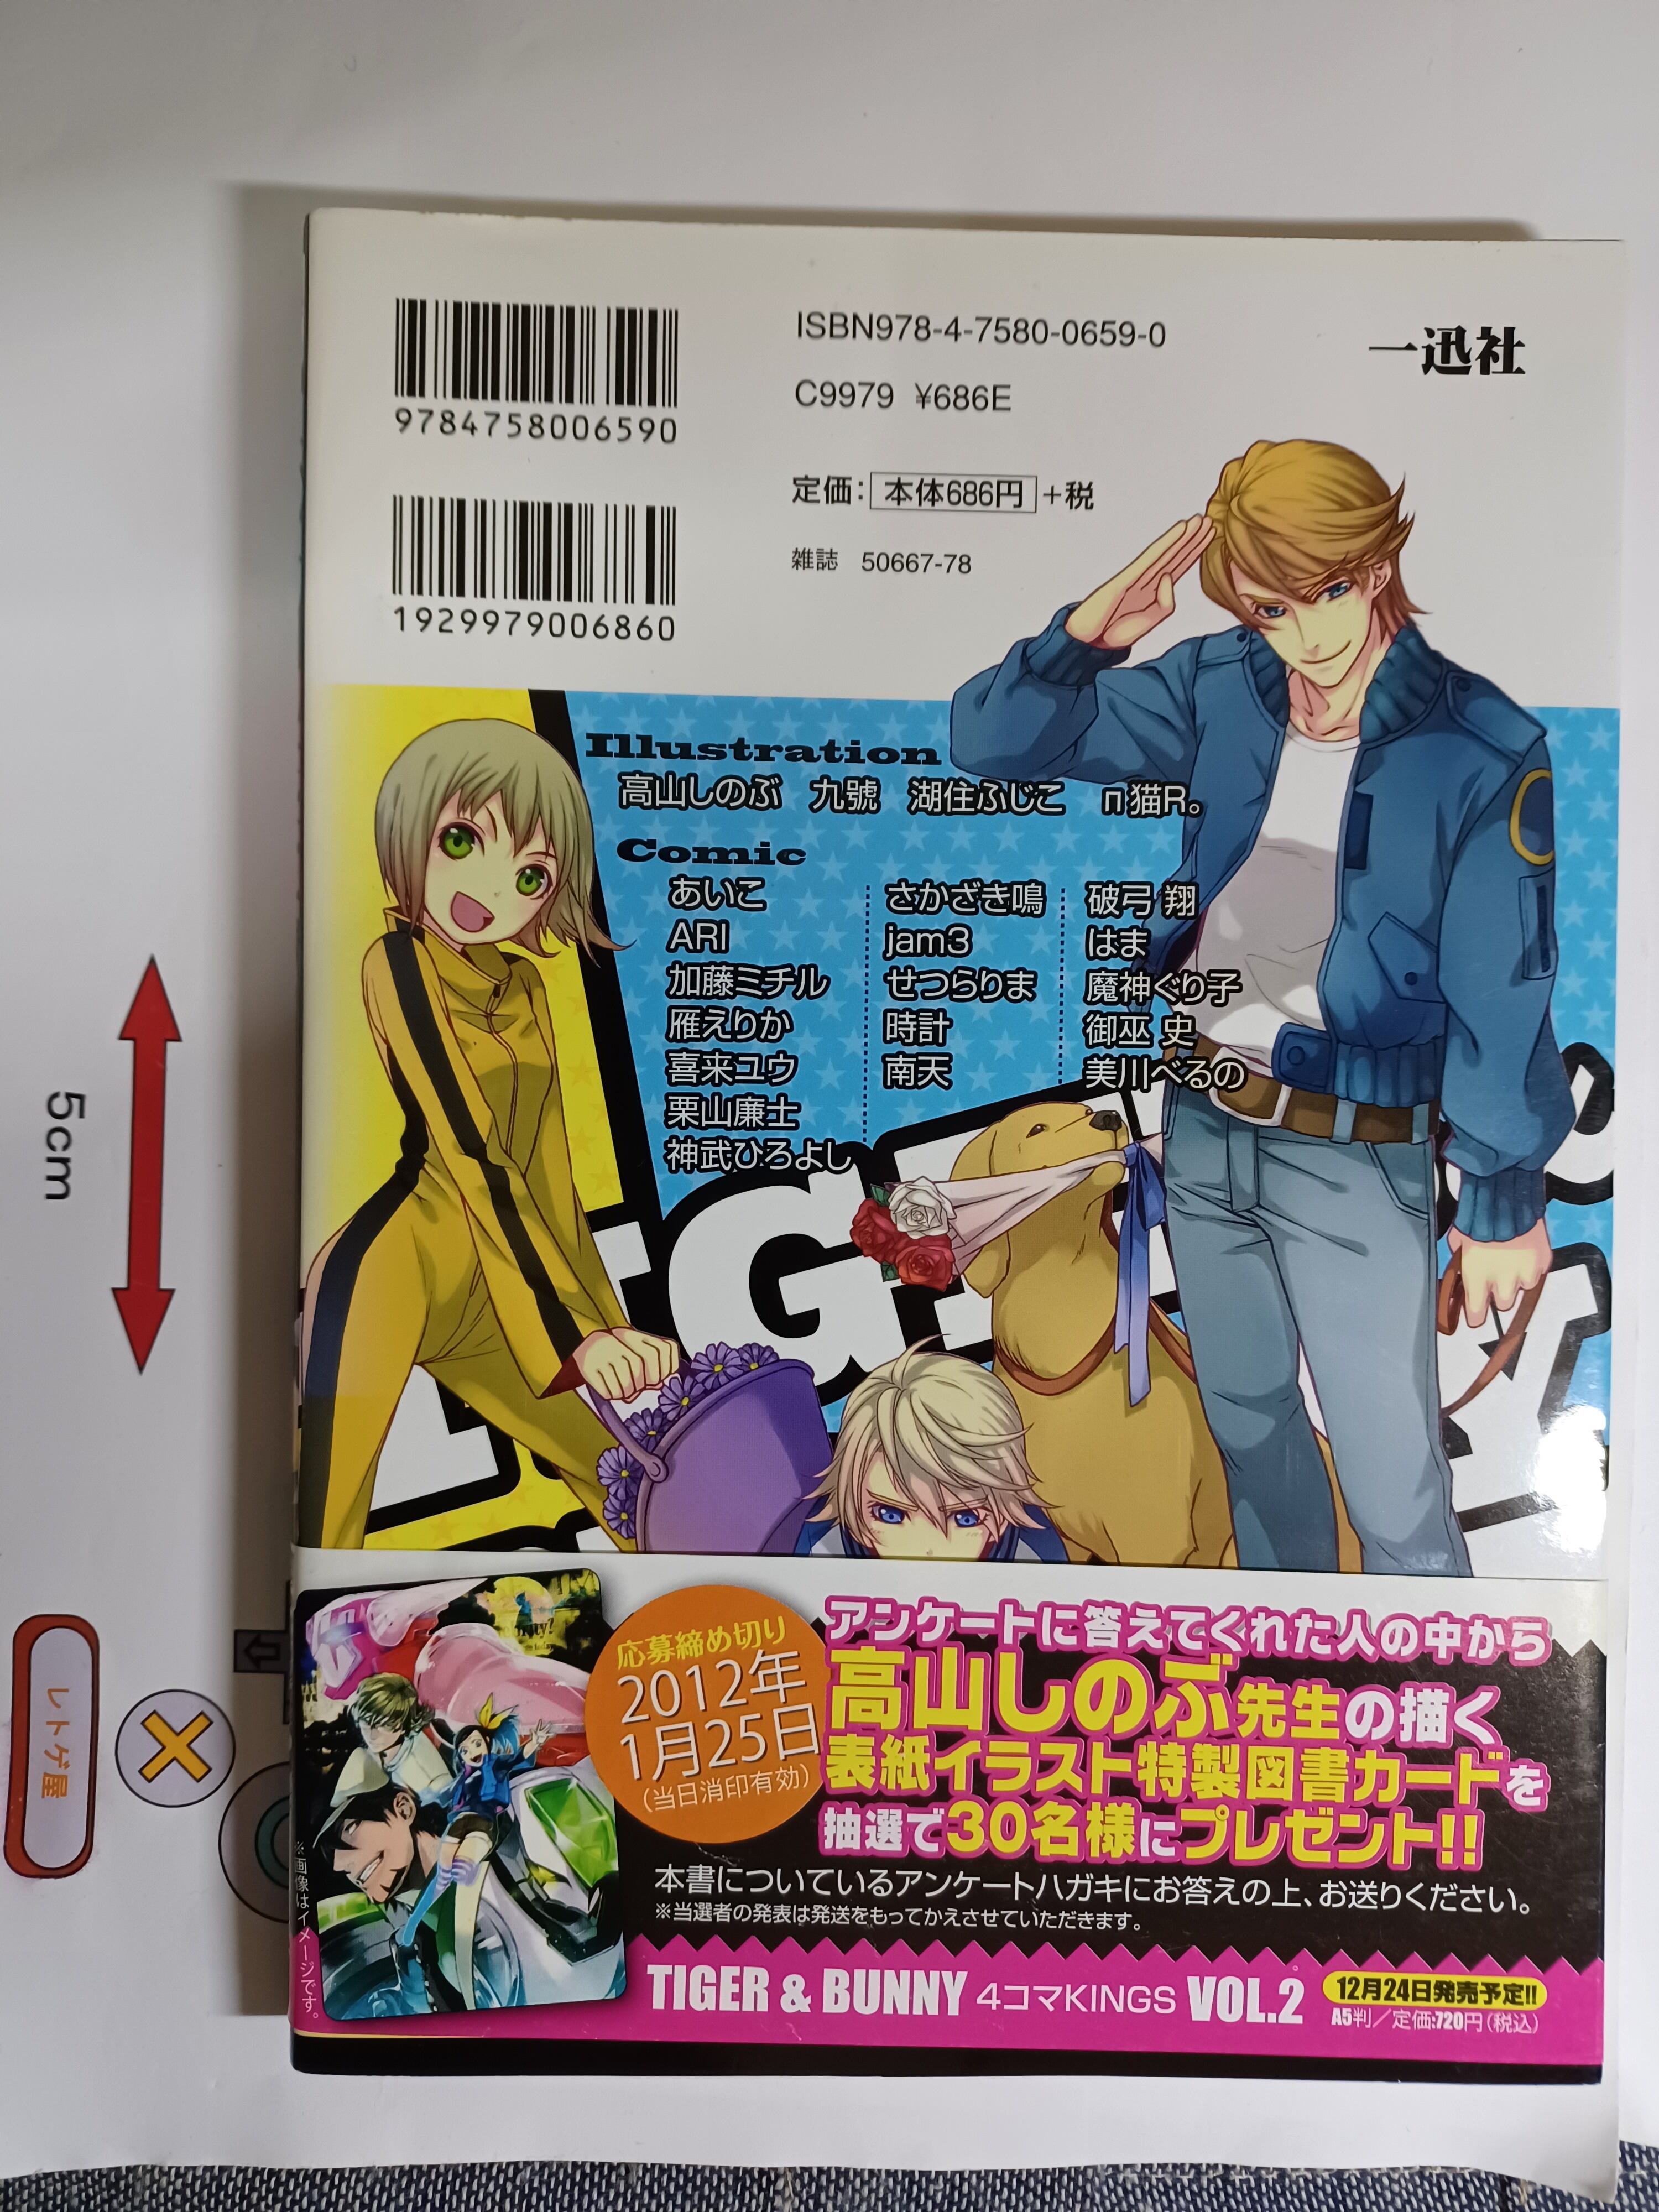 ISBN978-4-7580-0659-0
C9979 ¥686E
一迅社
9784758006590
定価:本体686円+税
雑誌 50667-78
1929979006860
Illustration
高山しのぶ 九號 湖住ふじこ n猫R。
Comic
あいこ
ARI
加藤ミチル
雁えりか
喜来ユウ
栗山廉士
神武ひろよし
さかざき鳴
jam3
せつらりま
時計
南天
破弓 翔
はま
魔神ぐり子
御巫 史
美川べるの
5cm
レトゲ屋
応募締め切り
2012年
1月25日
(当日消印有効)
アンケートに答えてくれた人の中から
高山しのぶ先生の描く
表紙イラスト特製図書カードを
抽選で30名様にプレゼント!!
本書についているアンケートハガキにお答えの上、お送りください。
※当選者の発表は発送をもってかえさせていただきます。
※画像はイメージです。
TIGER & BUNNY 4コマKINGS VOL.2
12月24日発売予定!!
A5判/定価:720円(税込)